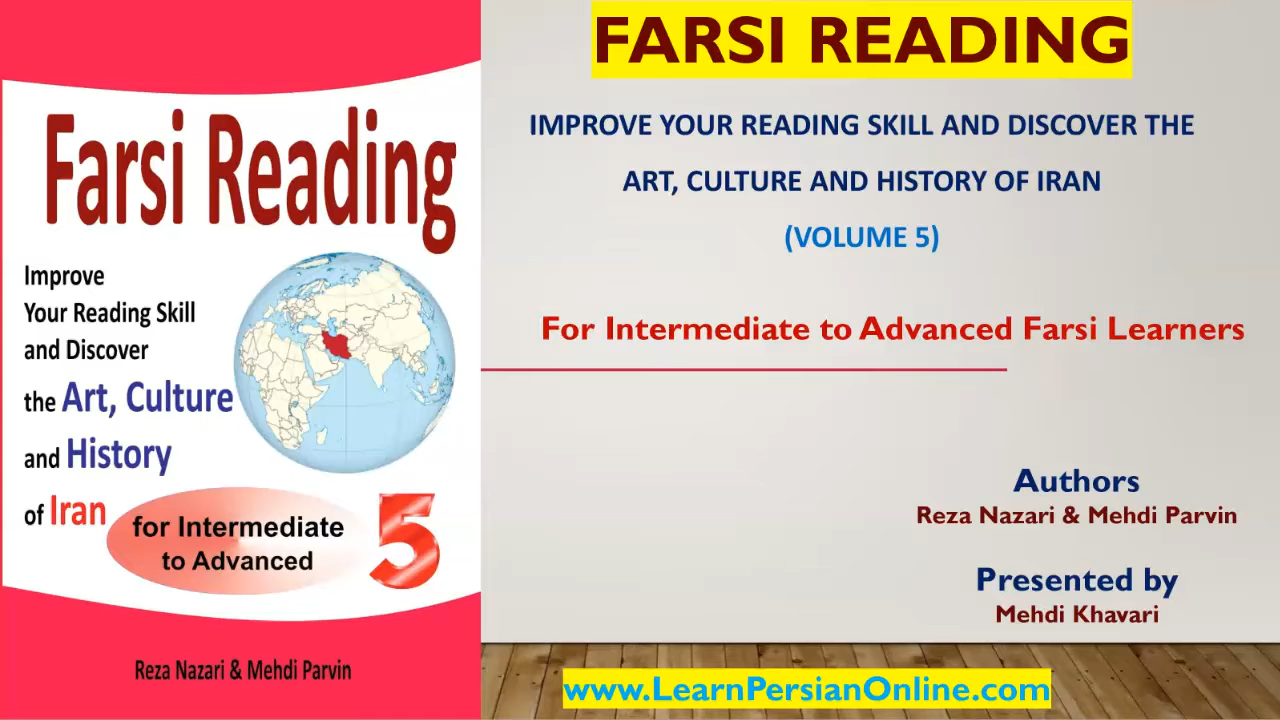 Farsi Reading
Improve
Your Reading Skill
and Discover
the Art, Culture
and History
of Iran
for Intermediate
to Advanced
5
Reza Nazari & Mehdi Parvin
FARSI READING
IMPROVE YOUR READING SKILL AND DISCOVER THE
ART, CULTURE AND HISTORY OF IRAN
(VOLUME 5)
For Intermediate to Advanced Farsi Learners
Authors
Reza Nazari & Mehdi Parvin
Presented by
Mehdi Khavari
www.LearnPersianOnline.com